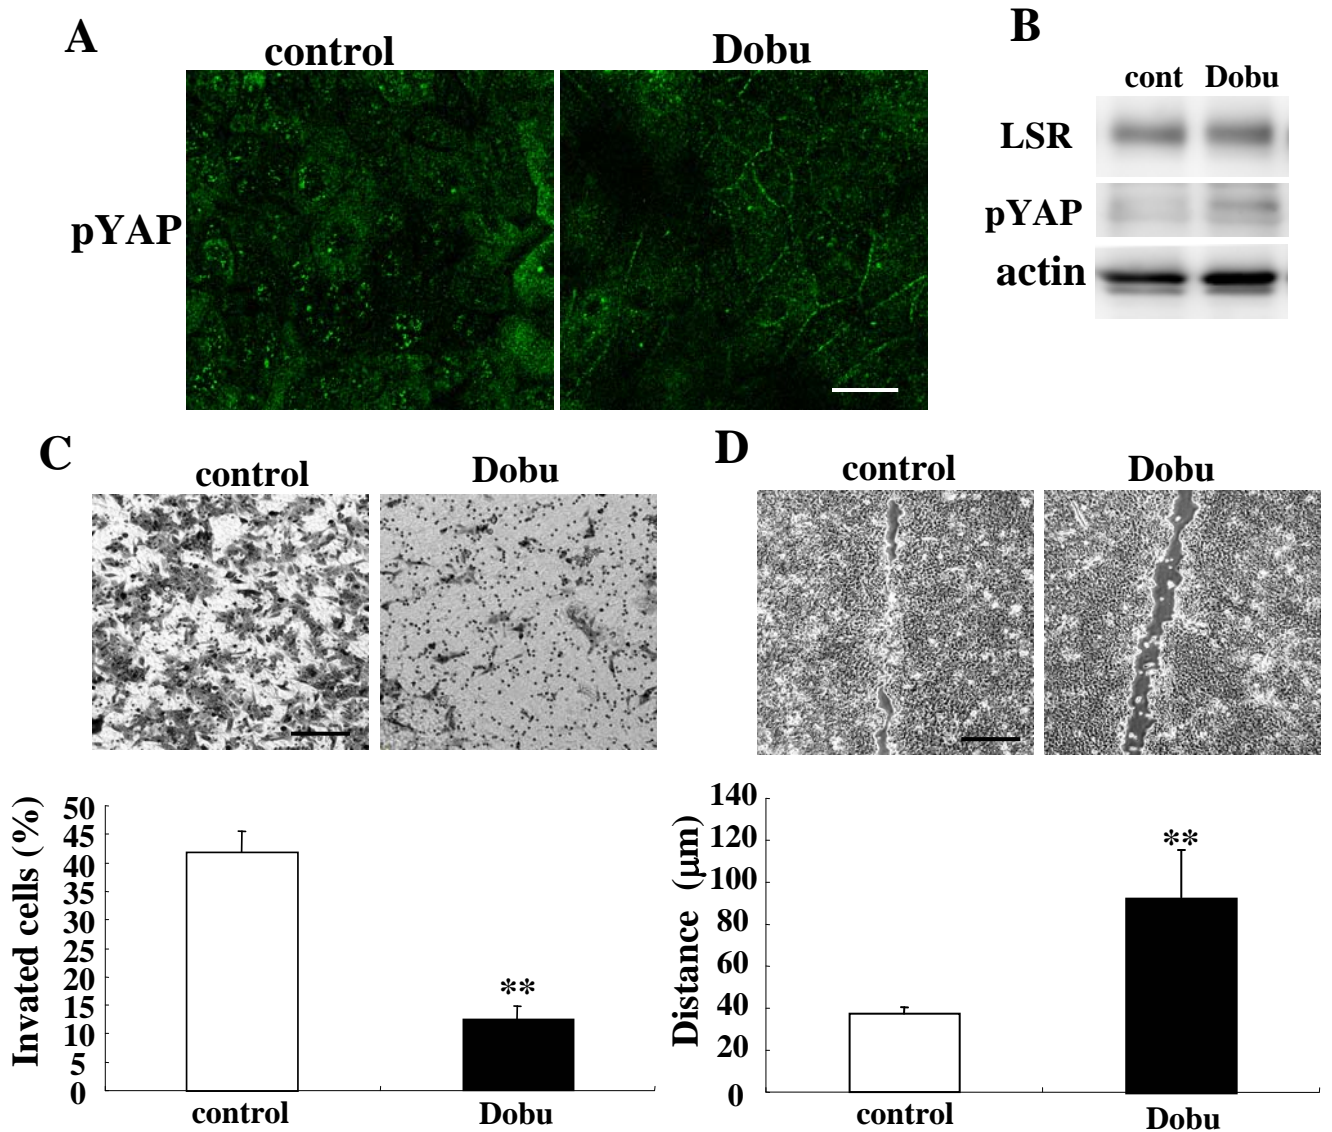 A
control
Dobu
pYAP
B
cont Dobu
LSR
pYAP
actin
C
control
Dobu
D
control
Dobu
Invated cells (%)
50
45
40
35
30
25
20
15
10
5
0
**
control
Dobu
Distance (μm)
140
120
100
80
60
40
20
0
**
control
Dobu